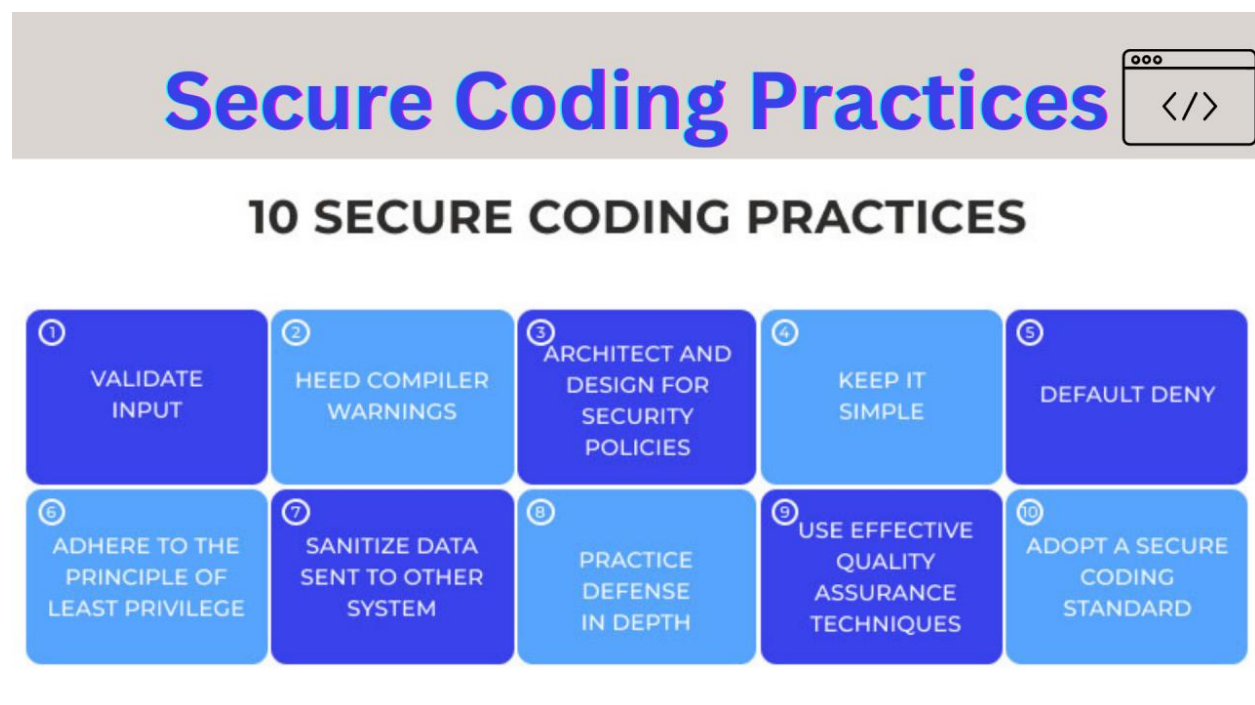 Secure Coding Practices
</>
10 SECURE CODING PRACTICES
1
VALIDATE
INPUT
2
HEED COMPILER
WARNINGS
3
ARCHITECT AND
DESIGN FOR
SECURITY
POLICIES
4
KEEP IT
SIMPLE
5
DEFAULT DENY
6
ADHERE TO THE
PRINCIPLE OF
LEAST PRIVILEGE
7
SANITIZE DATA
SENT TO OTHER
SYSTEM
8
PRACTICE
DEFENSE
IN DEPTH
9
USE EFFECTIVE
QUALITY
ASSURANCE
TECHNIQUES
10
ADOPT A SECURE
CODING
STANDARD